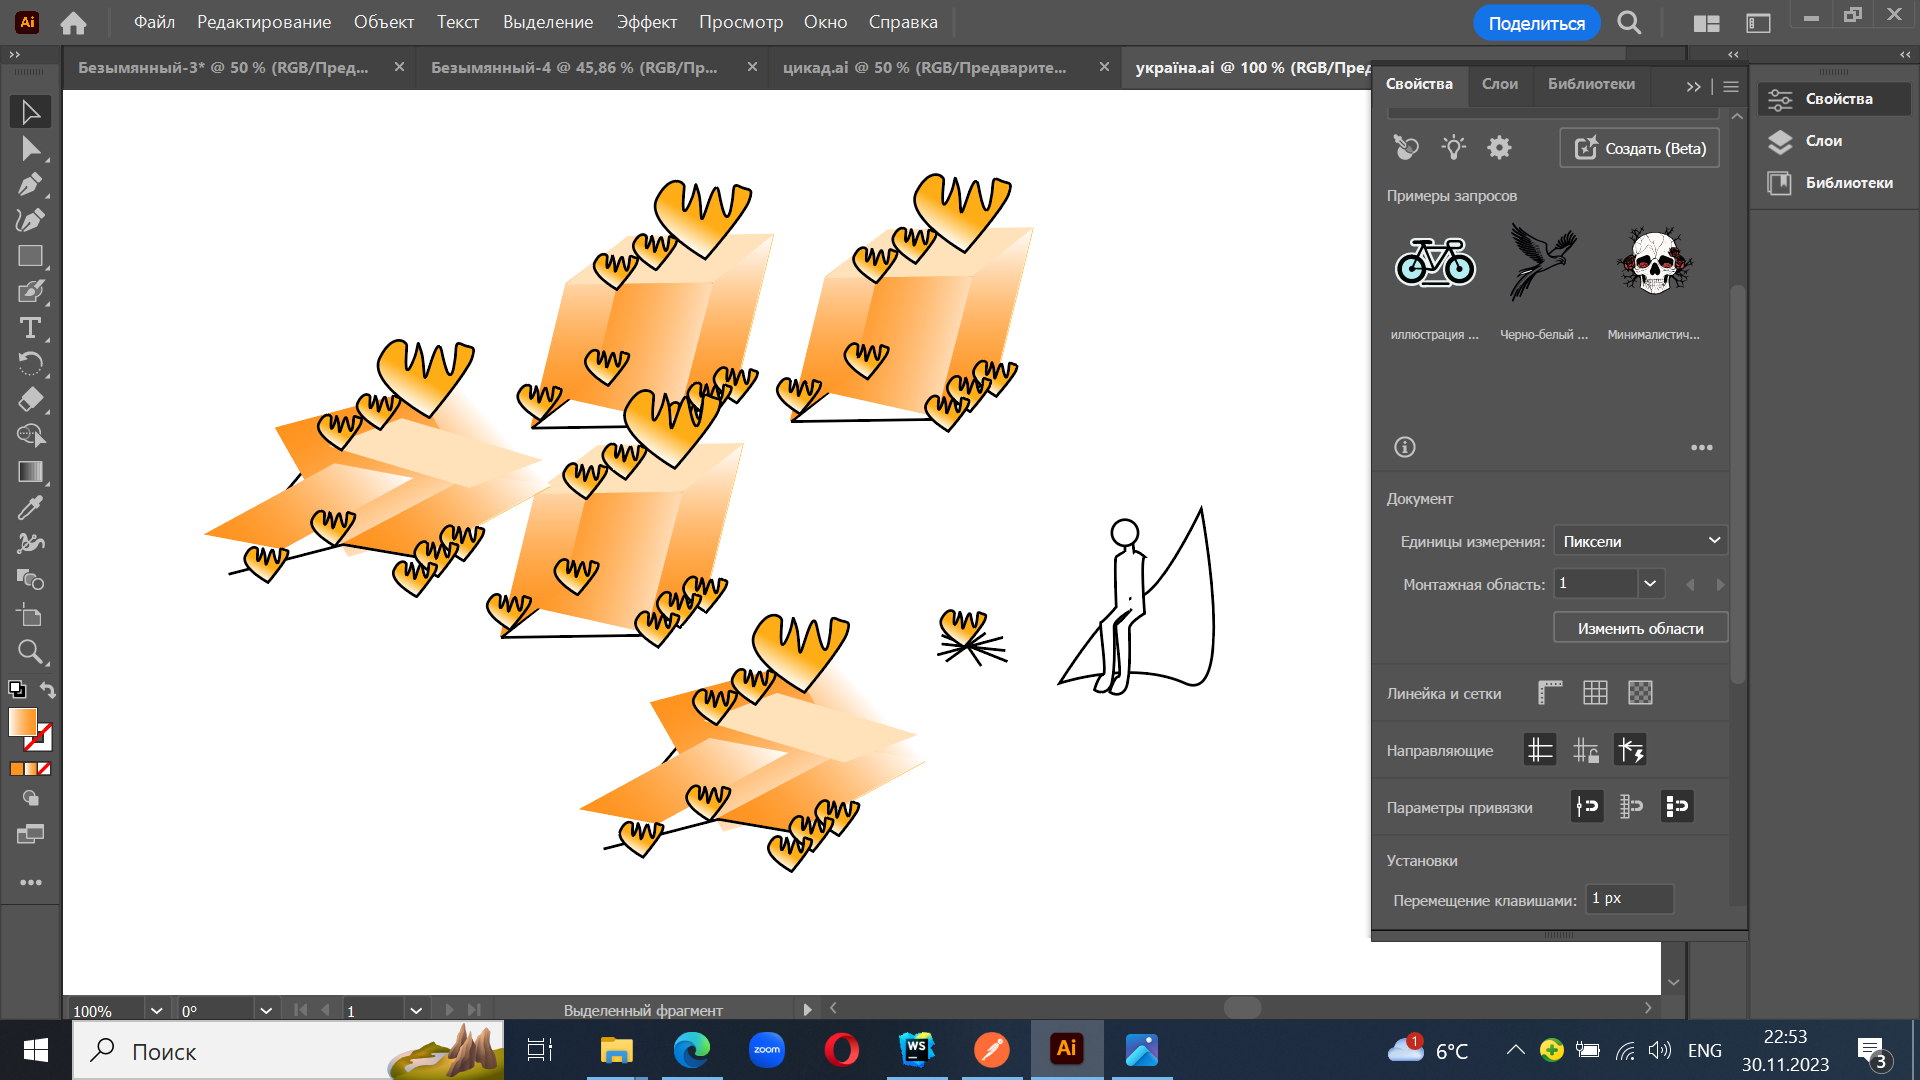 Ai Файл Редактирование Объект Текст Выделение Эффект Просмотр Окно Справка Поделиться
Безымянный-3* @ 50 % (RGB/Пред... × Безымянный-4 @ 45,86 % (RGB/Пр... × цикад.ai @ 50 % (RGB/Предварите... × україна.ai @ 100 % (RGB/Пред
Свойства Слои Библиотеки
Создать (Beta)
Примеры запросов
иллюстрация ... Черно-белый ... Минималистич...
Документ
Единицы измерения: Пиксели
Монтажная область: 1
Изменить области
Линейка и сетки
Направляющие
Параметры привязки
Установки
Перемещение клавишами: 1 px
Свойства
Слои
Библиотеки
100% 0° 1 Выделенный фрагмент
Поиск
zoom
WS
Ai
1
6°C
ENG
22:53
30.11.2023
3